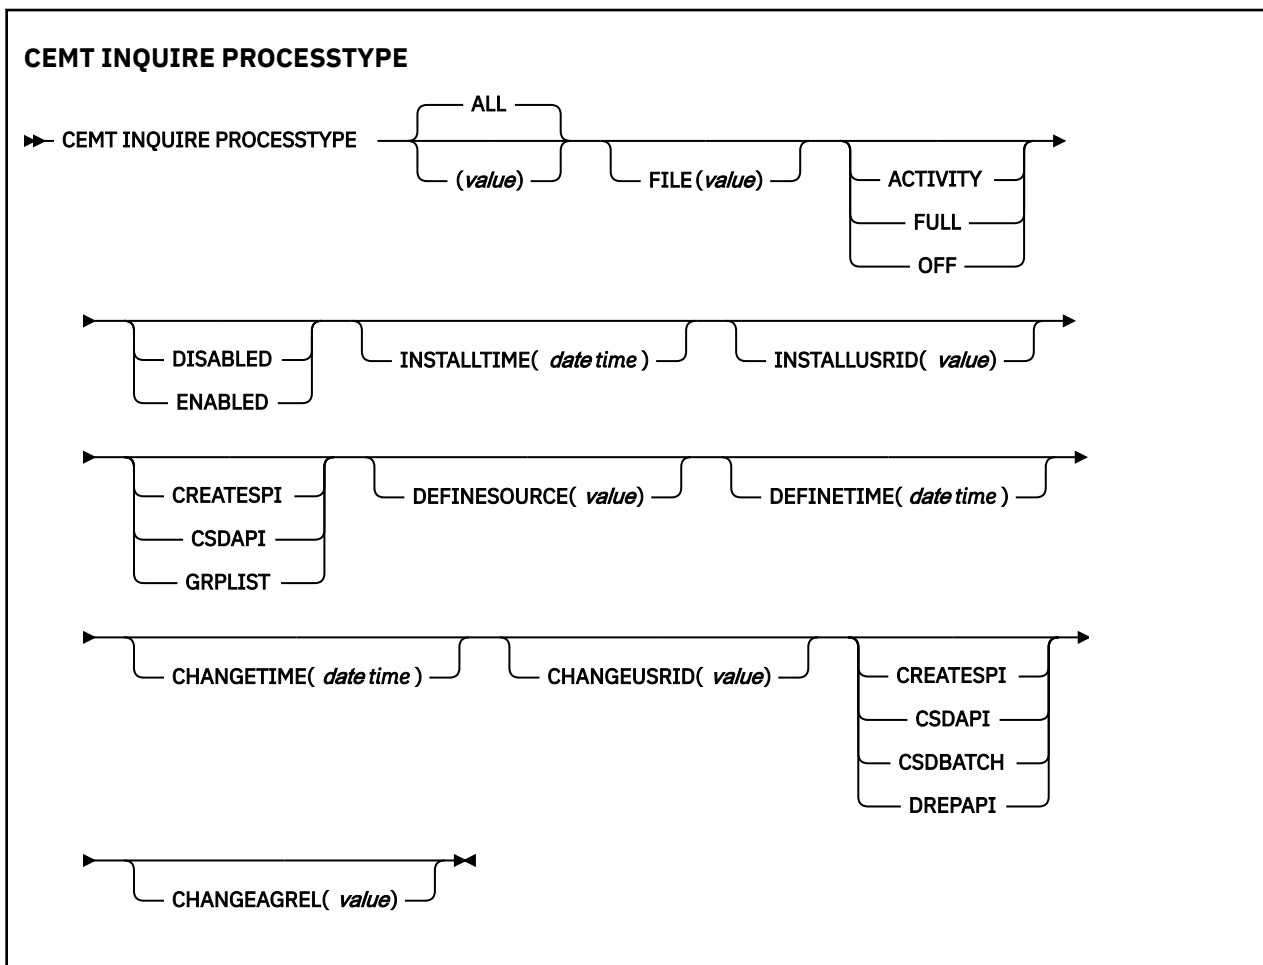 CEMT INQUIRE PROCESSTYPE
ALL
CEMT INQUIRE PROCESSTYPE
(value) FILE(value) ACTIVITY
FULL
OFF
DISABLED INSTALLTIME( date time ) INSTALLUSRID( value)
ENABLED
CREATESPI DEFINESOURCE( value) DEFINETIME( date time )
CSDAPI
GRPLIST
CHANGETIME( date time ) CHANGEUSRID( value) CREATESPI
CSDAPI
CSDBATCH
DREPAPI
CHANGEAGREL( value)